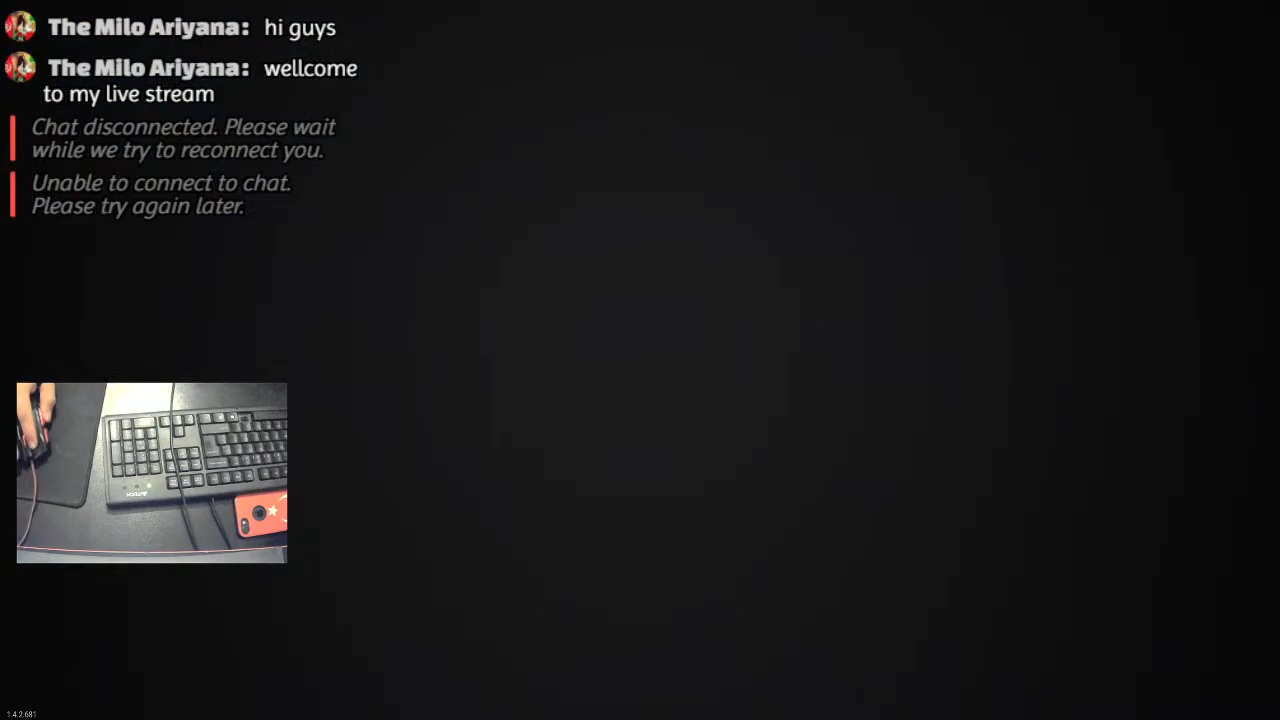 The Milo Ariyana: hi guys
The Milo Ariyana: wellcome
to my live stream
Chat disconnected. Please wait
while we try to reconnect you.
Unable to connect to chat.
Please try again later.
A4TECH
1.4.2.681